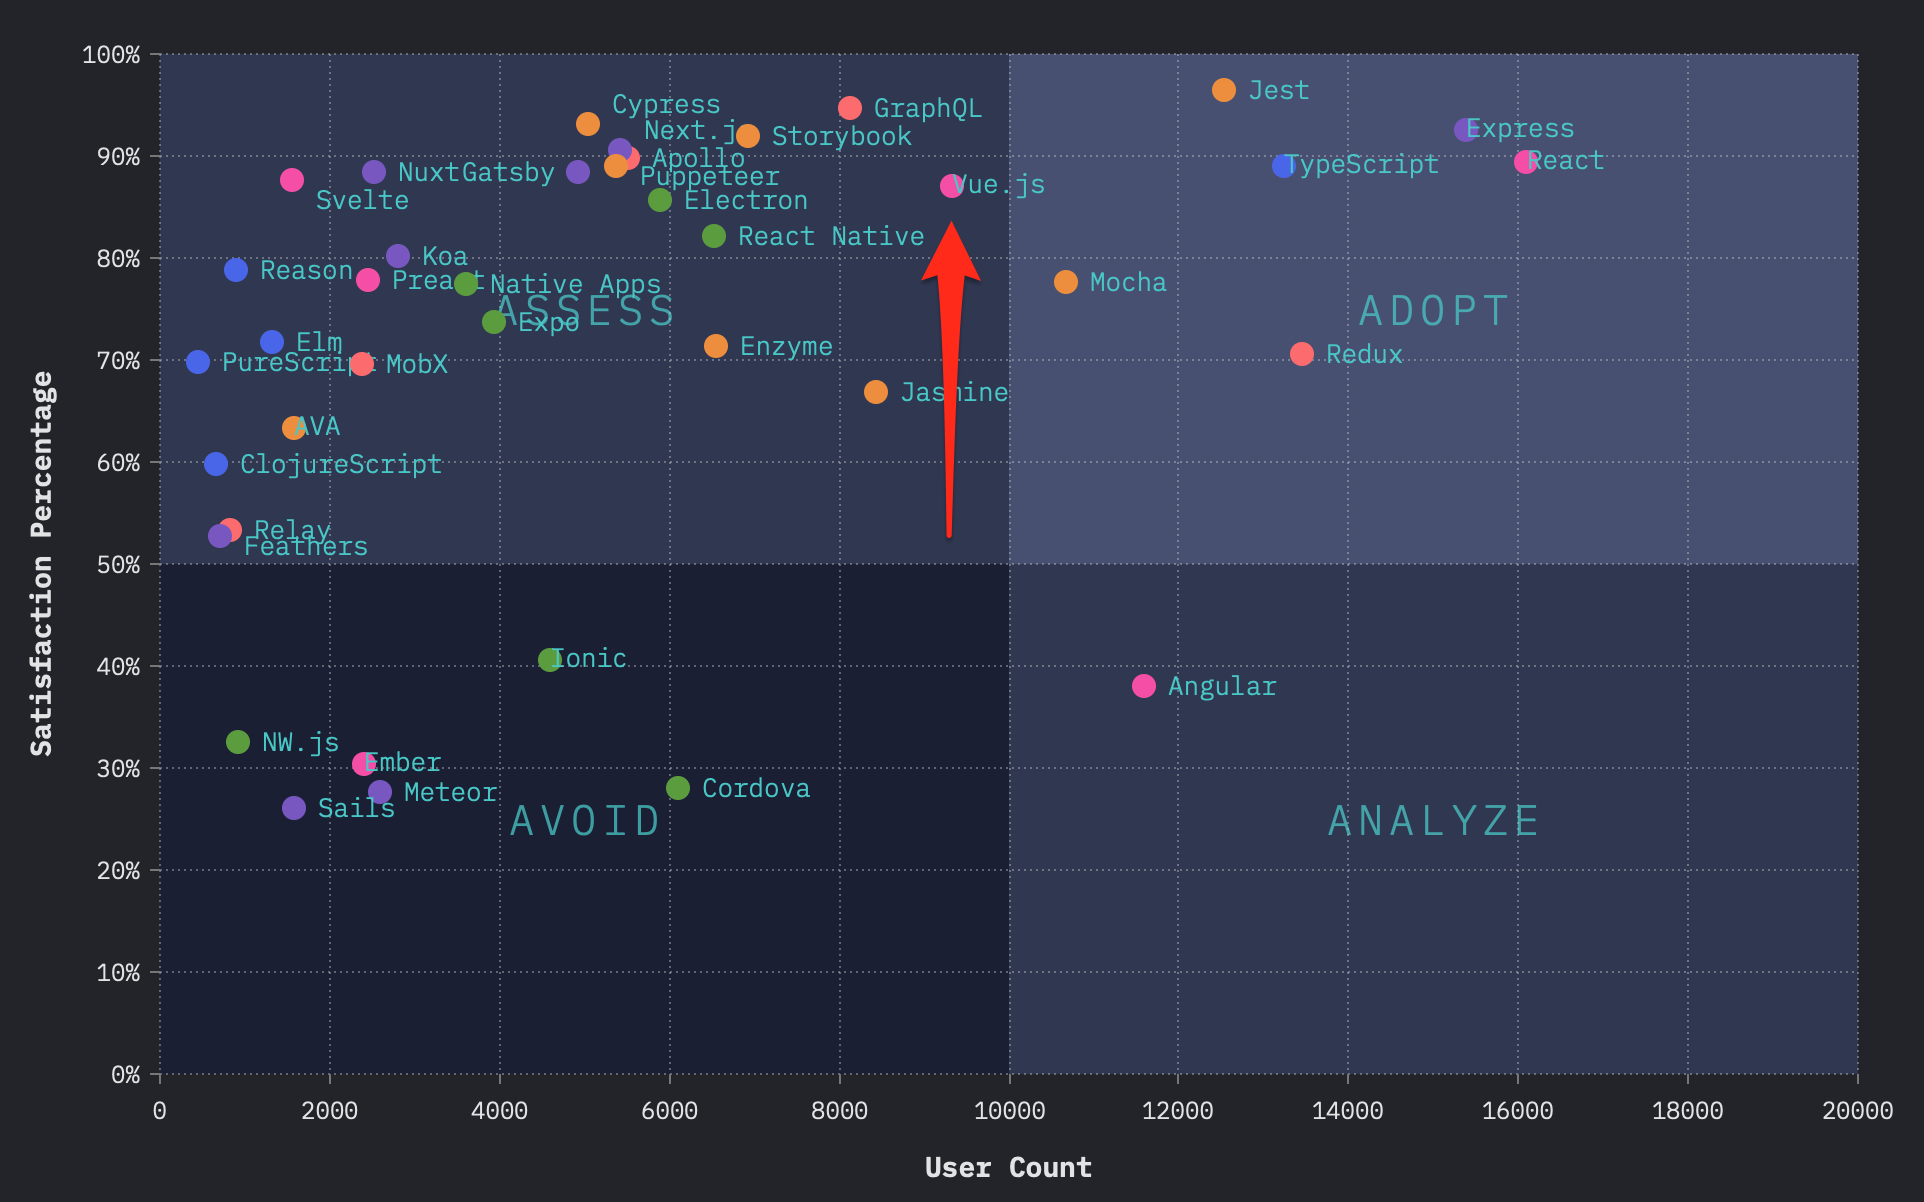 100%
Cypress
GraphQL
Jest
Next.j
Storybook
Express
90%
Apollo
NuxtGatsby
Puppeteer
TypeScript
React
Svelte
Electron
Vue.js
React Native
80%
Koa
Reason
Preact
Native Apps
Mocha
ASSESS
ADOPT
Expo
Elm
Enzyme
Redux
70%
PureScript
MobX
Jasmine
AVA
60%
ClojureScript
Relay
Feathers
50%
Satisfaction Percentage
40%
Ionic
Angular
NW.js
30%
Ember
Meteor
Cordova
Sails
AVOID
ANALYZE
20%
10%
0%
0 2000 4000 6000 8000 10000 12000 14000 16000 18000 20000
User Count